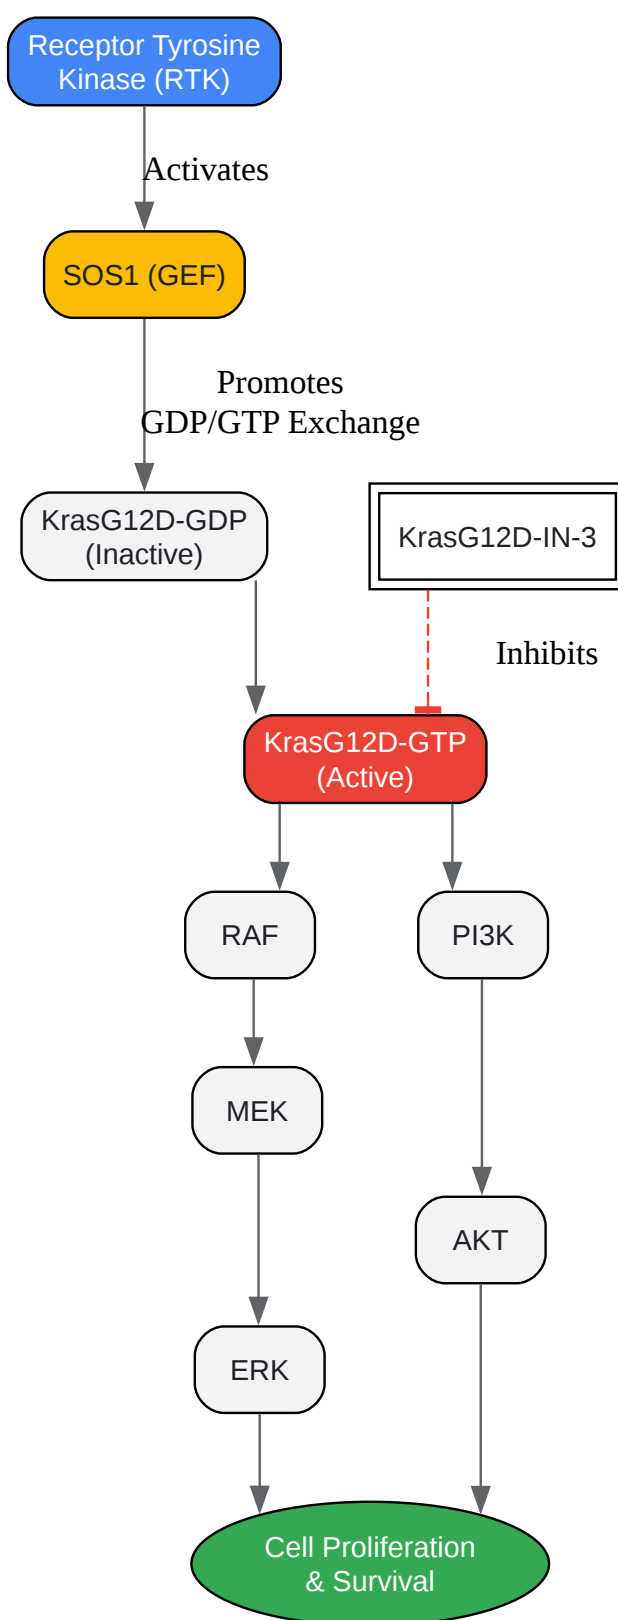 Receptor Tyrosine
Kinase (RTK)
Activates
SOS1 (GEF)
Promotes
GDP/GTP Exchange
KrasG12D-GDP
(Inactive)
KrasG12D-IN-3
Inhibits
KrasG12D-GTP
(Active)
RAF
PI3K
MEK
AKT
ERK
Cell Proliferation
& Survival